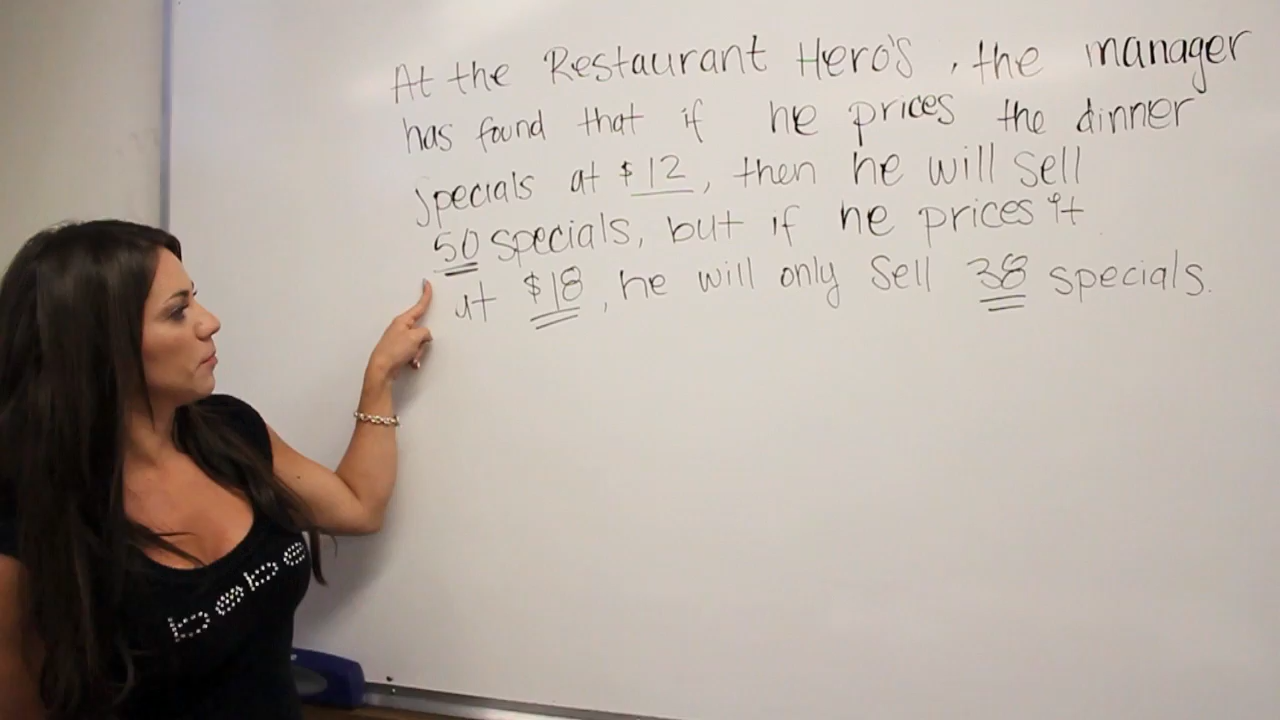 At the Restaurant Hero's, the manager
has found that if he prices the dinner
specials at $12, then he will sell
50 specials, but if he prices it
at $18, he will only sell 38 specials.
bebe